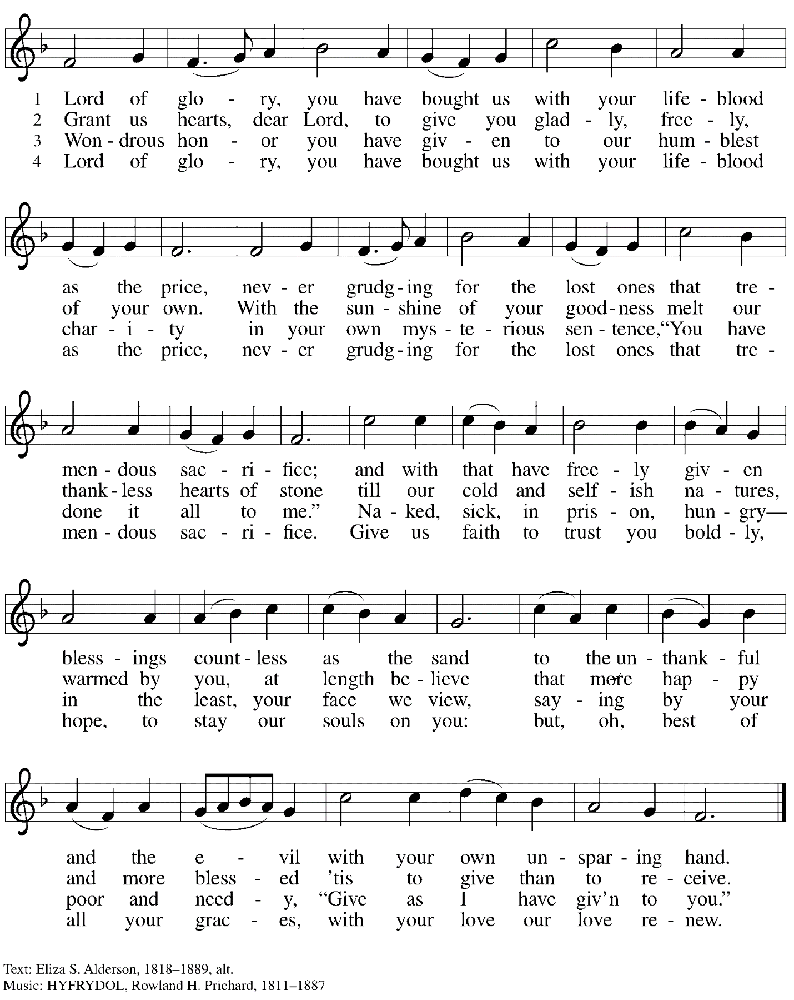 1 Lord of glo - ry, you have bought us with your life - blood
2 Grant us hearts, dear Lord, to give you glad - ly, free - ly,
3 Won - drous hon - or you have giv - en to our hum - blest
4 Lord of glo - ry, you have bought us with your life - blood
as the price, nev - er grudg - ing for the lost ones that tre -
of your own. With the sun - shine of your good - ness melt our
char - i - ty in your own mys - te - rious sen - tence, “You have
as the price, nev - er grudg - ing for the lost ones that tre -
men - dous sac - ri - fice; and with that have free - ly giv - en
thank - less hearts of stone till our cold and self - ish na - tures,
done it all to me.” Na - ked, sick, in pris - on, hun - gry—
men - dous sac - ri - fice. Give us faith to trust you bold - ly,
bless - ings count - less as the sand to the un - thank - ful
warmed by you, at length be - lieve that more hap - py
in the least, your face we view, say - ing by your
hope, to stay our souls on you: but, oh, best of
and the e - vil with your own un - spar - ing hand.
and more bless - ed ’tis to give than to re - ceive.
poor and need - y, “Give as I have giv’n to you.”
all your grac - es, with your love our love re - new.
Text: Eliza S. Alderson, 1818–1889, alt.
Music: HYFRYDOL, Rowland H. Prichard, 1811–1887